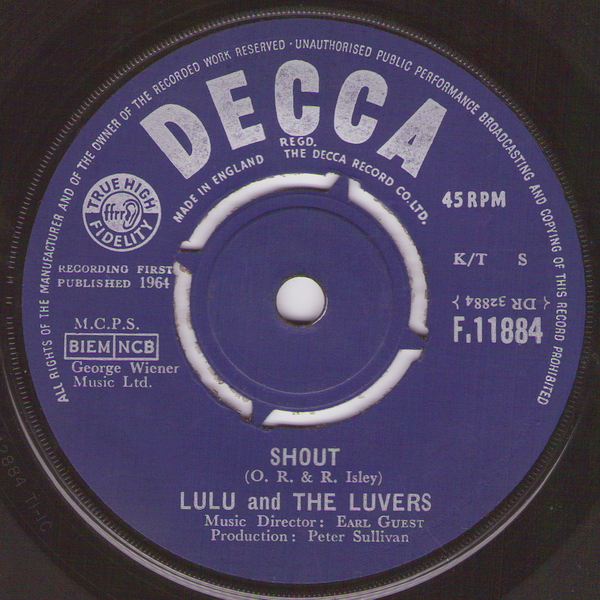 ALL RIGHTS OF THE MANUFACTURER AND OF THE OWNER OF THE RECORDED WORK RESERVED · UNAUTHORISED PUBLIC PERFORMANCE BROADCASTING AND COPYING OF THIS RECORD PROHIBITED
DECCA
REGD.
MADE IN ENGLAND THE DECCA RECORD CO. LTD.
TRUE HIGH
ffrr
FIDELITY
45 RPM
RECORDING FIRST
PUBLISHED 1964
K/T S
{ DR 32884 }
F.11884
M.C.P.S.
BIEM NCB
George Wiener
Music Ltd.
SHOUT
(O. R. & R. Isley)
LULU and THE LUVERS
Music Director: EARL GUEST
Production: Peter Sullivan